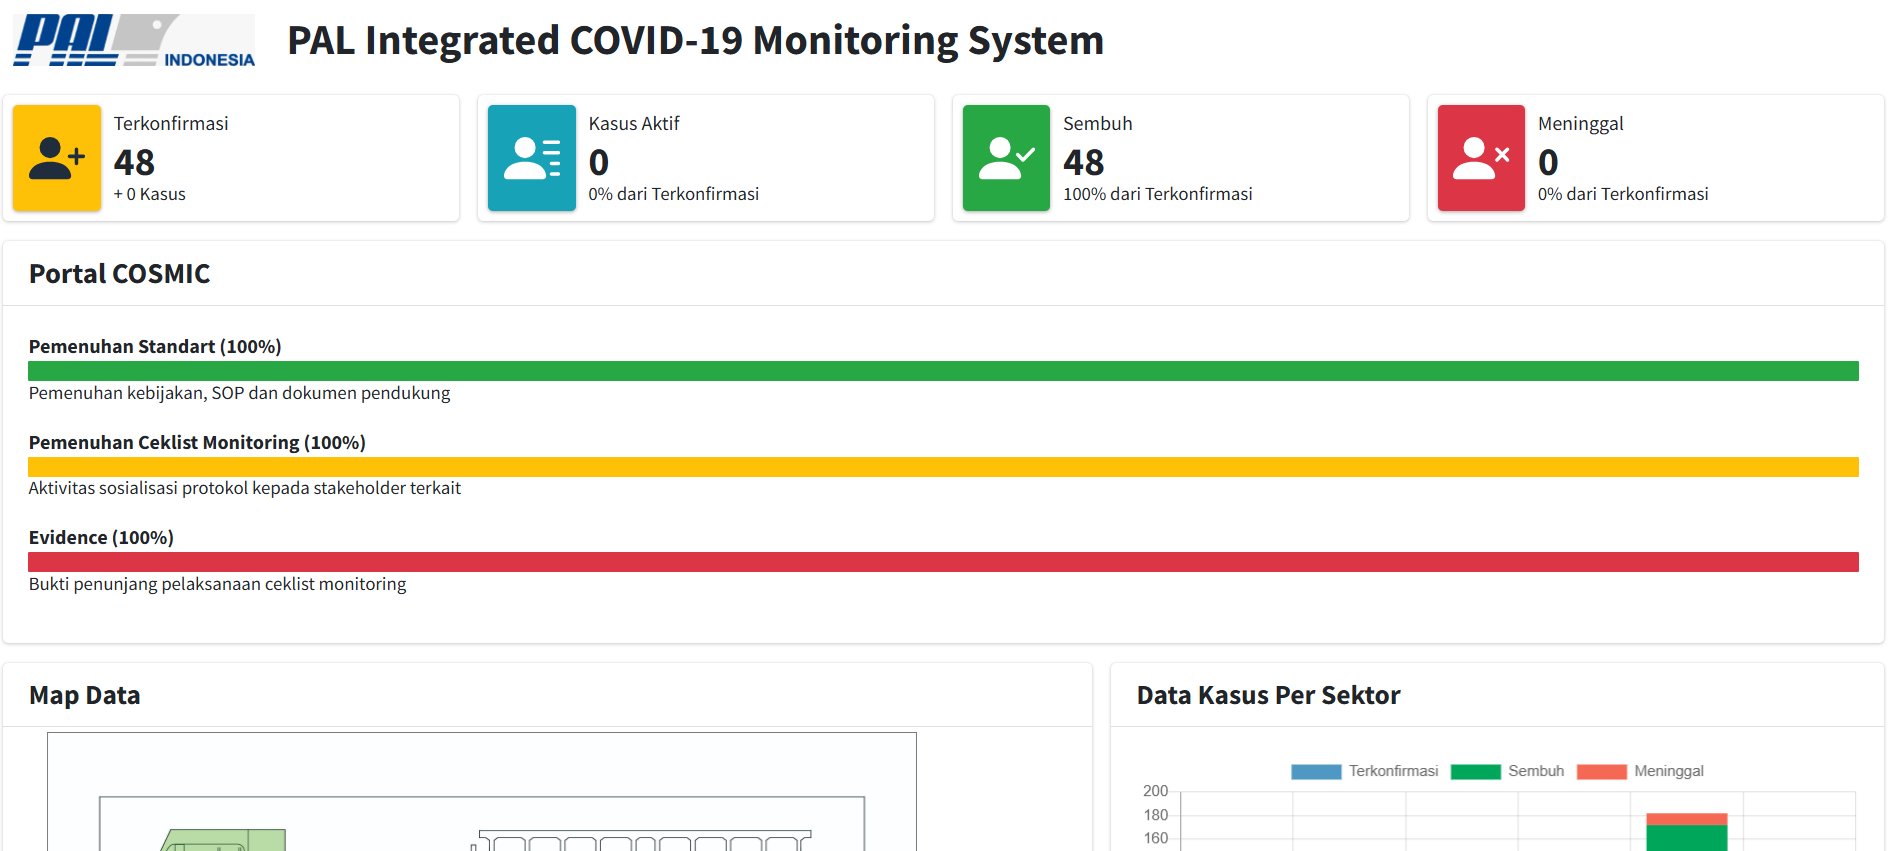 PAL
INDONESIA
PAL Integrated COVID-19 Monitoring System
Terkonfirmasi
48
+ 0 Kasus
Kasus Aktif
0
0% dari Terkonfirmasi
Sembuh
48
100% dari Terkonfirmasi
Meninggal
0
0% dari Terkonfirmasi
Portal COSMIC
Pemenuhan Standart (100%)
Pemenuhan kebijakan, SOP dan dokumen pendukung
Pemenuhan Ceklist Monitoring (100%)
Aktivitas sosialisasi protokol kepada stakeholder terkait
Evidence (100%)
Bukti penunjang pelaksanaan ceklist monitoring
Map Data
Data Kasus Per Sektor
Terkonfirmasi Sembuh Meninggal
200
180
160